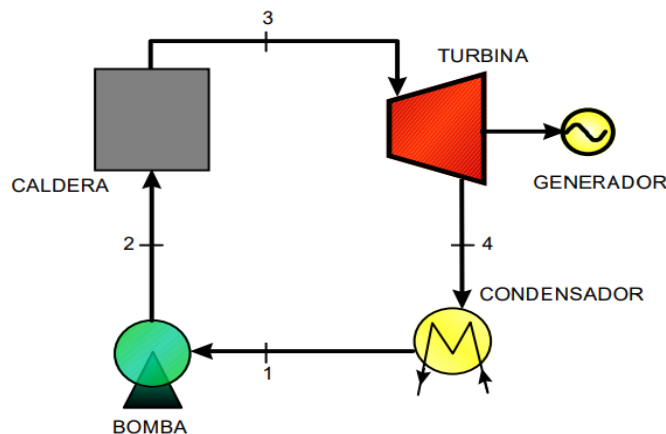 3
TURBINA
CALDERA
GENERADOR
2
4
CONDENSADOR
1
BOMBA